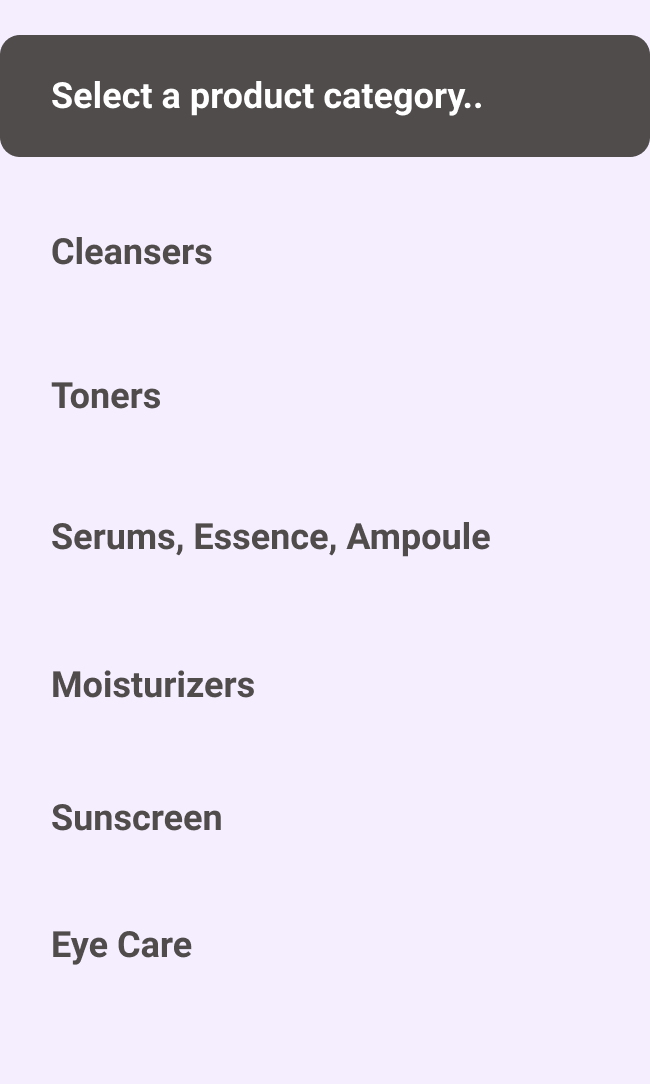 Select a product category..
Cleansers
Toners
Serums, Essence, Ampoule
Moisturizers
Sunscreen
Eye Care